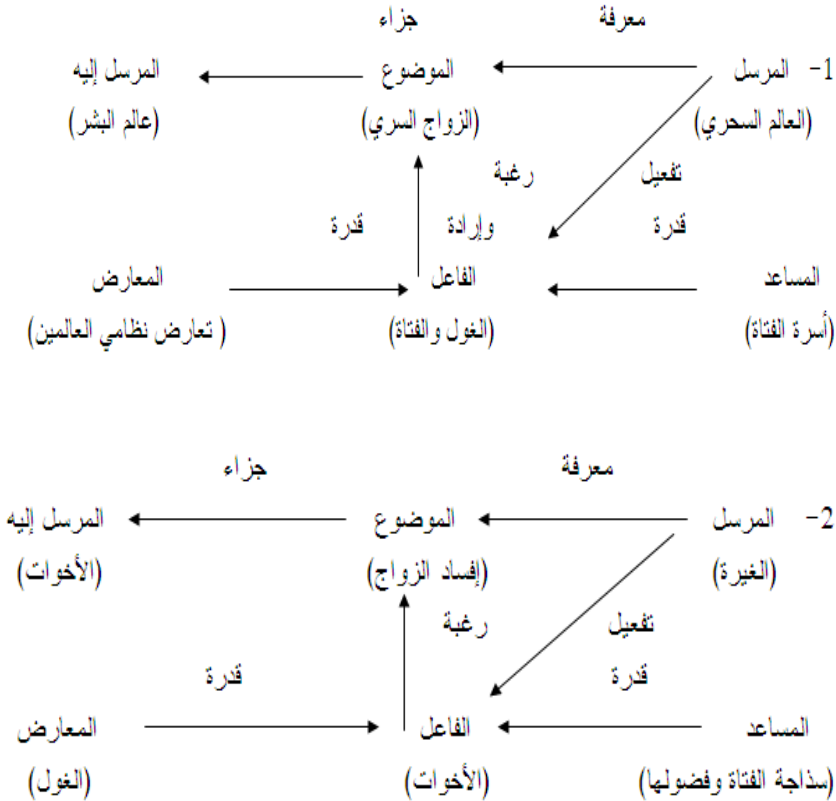 معرفة جزاء
1- المرسل الموضوع المرسل إليه
(العالم السحري) (الزواج السري) (عالم البشر)
تفعيل رغبة
قدرة وإرادة قدرة
المساعد الفاعل المعارض
(أسرة الفتاة) (الغول والفتاة) ( تعارض نظامي العالمين)
معرفة جزاء
2- المرسل الموضوع المرسل إليه
(الغيرة) (إفساد الزواج) (الأخوات)
تفعيل رغبة
قدرة قدرة
المساعد الفاعل المعارض
(سذاجة الفتاة وفضولها) (الأخوات) (الغول)